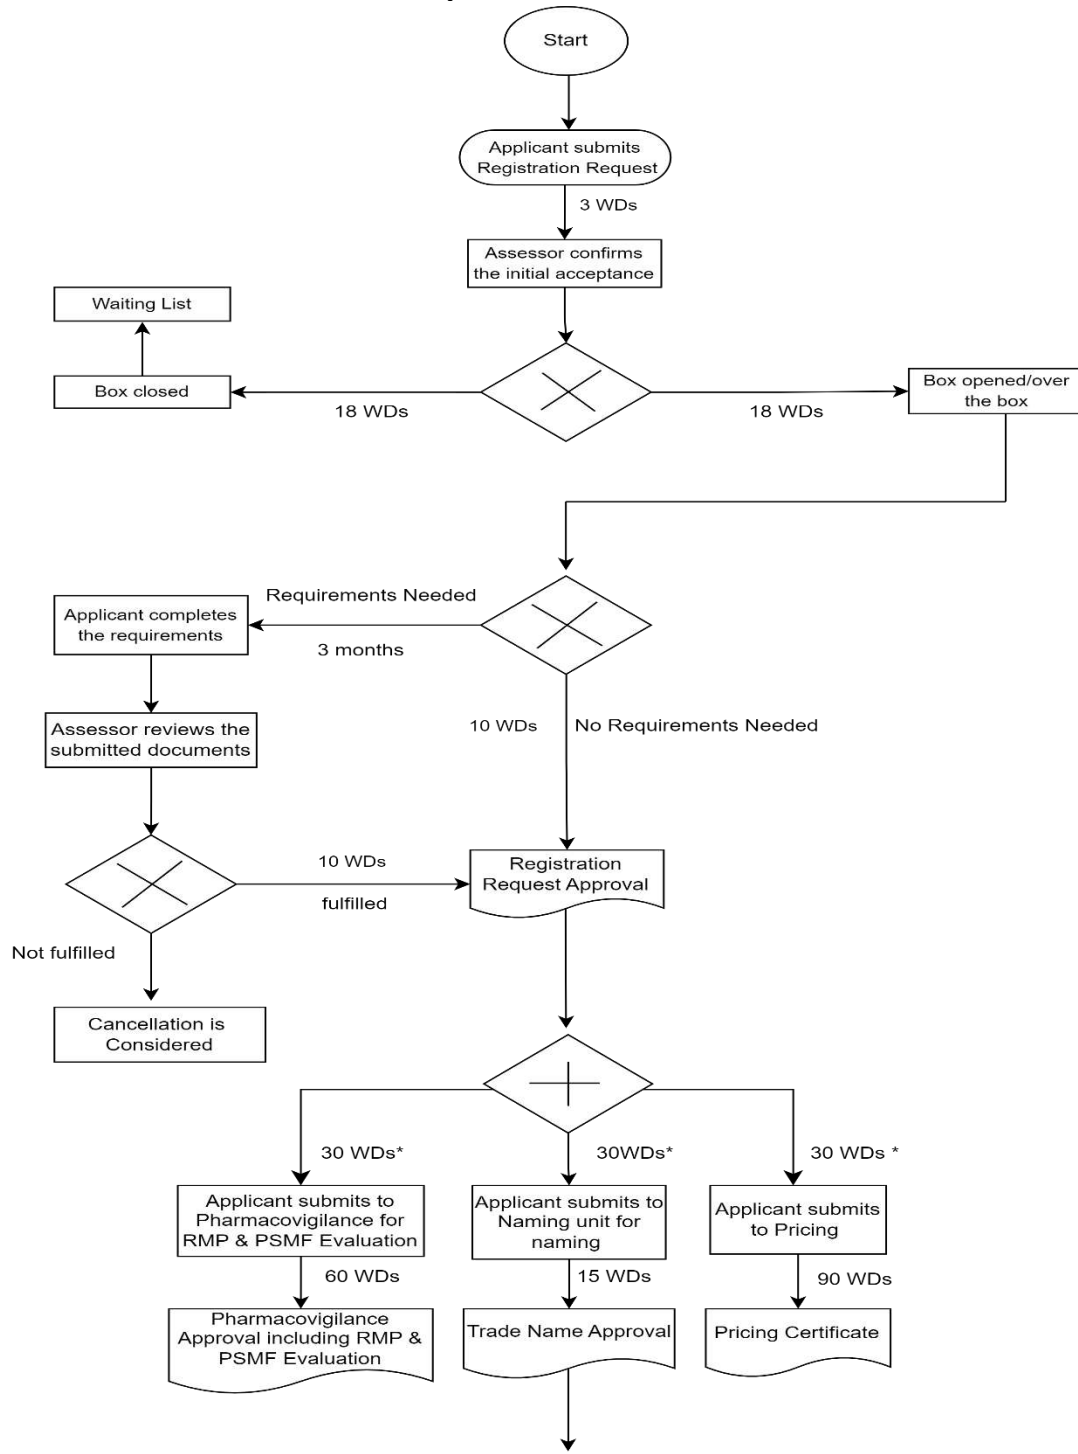 Start
Applicant submits
Registration Request
3 WDs
Assessor confirms
the initial acceptance
Waiting List
Box closed
18 WDs
18 WDs
Box opened/over
the box
Requirements Needed
3 months
Applicant completes
the requirements
Assessor reviews the
submitted documents
10 WDs
No Requirements Needed
10 WDs
fulfilled
Registration
Request Approval
Not fulfilled
Cancellation is
Considered
30 WDs*
30WDs*
30 WDs *
Applicant submits to
Pharmacovigilance for
RMP & PSMF Evaluation
Applicant submits to
Naming unit for
naming
Applicant submits
to Pricing
60 WDs
15 WDs
90 WDs
Pharmacovigilance
Approval including RMP &
PSMF Evaluation
Trade Name Approval
Pricing Certificate